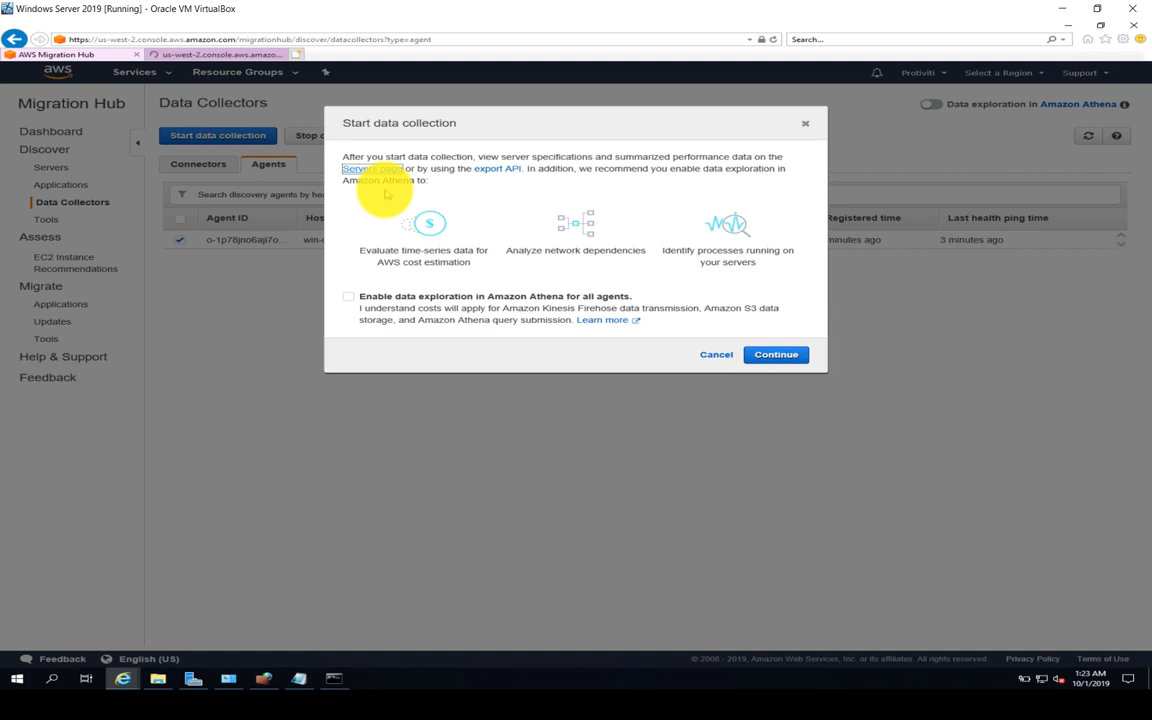 Windows Server 2019 [Running] - Oracle VM VirtualBox
https://us-west-2.console.aws.amazon.com/migrationhub/discover/datacollectors?type=agent
Search...
AWS Migration Hub
us-west-2.console.aws.amazo...
aws
Services
Resource Groups
Protiviti
Select a Region
Support
Migration Hub
Dashboard
Discover
Servers
Applications
Data Collectors
Tools
Assess
EC2 Instance
Recommendations
Migrate
Applications
Updates
Tools
Help & Support
Feedback
Data Collectors
Data exploration in Amazon Athena
Start data collection
Stop
Connectors
Agents
Search discovery agents by
Agent ID
Registered time
Last health ping time
o-1p78jno6aji7o...
win-
minutes ago
3 minutes ago
Start data collection
After you start data collection, view server specifications and summarized performance data on the
Servers page or by using the export API. In addition, we recommend you enable data exploration in
Amazon Athena to:
$
Evaluate time-series data for
AWS cost estimation
Analyze network dependencies
Identify processes running on
your servers
Enable data exploration in Amazon Athena for all agents.
I understand costs will apply for Amazon Kinesis Firehose data transmission, Amazon S3 data
storage, and Amazon Athena query submission. Learn more
Cancel
Continue
Feedback
English (US)
© 2008 - 2019, Amazon Web Services, Inc. or its affiliates. All rights reserved.
Privacy Policy
Terms of Use
1:23 AM
10/1/2019